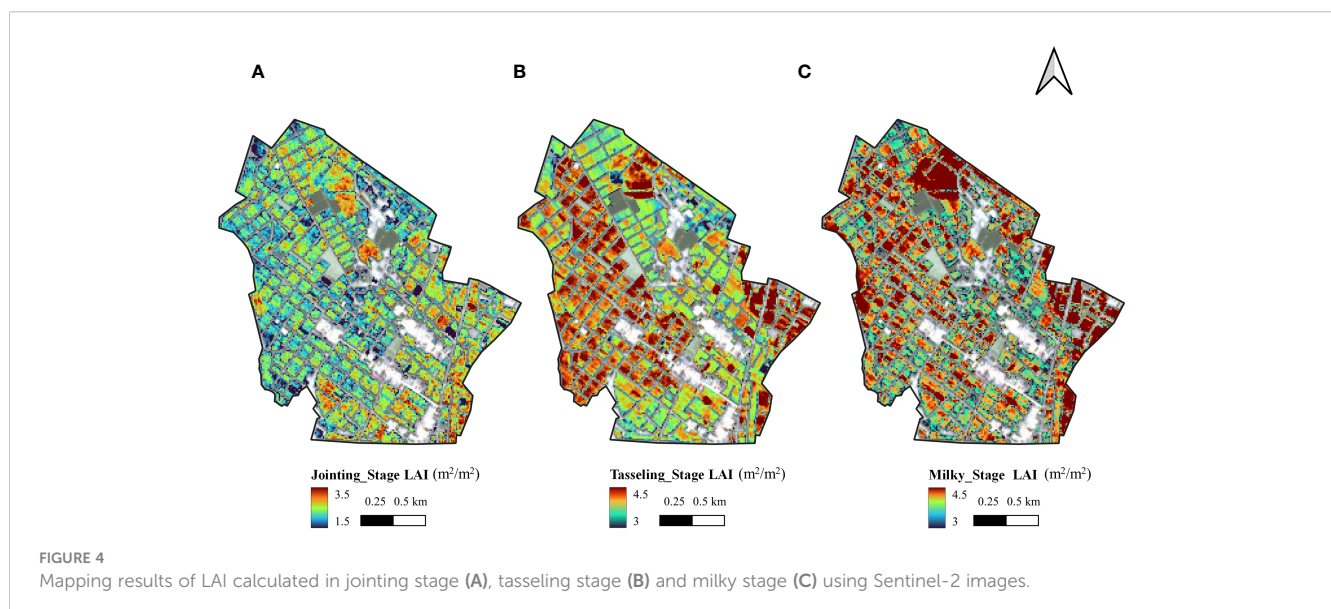 A
B
C
Jointing_Stage LAI (m²/m²)
3.5
1.5
0.25 0.5 km
Tasseling_Stage LAI (m²/m²)
4.5
3
0.25 0.5 km
Milky_Stage LAI (m²/m²)
4.5
3
0.25 0.5 km
FIGURE 4
Mapping results of LAI calculated in jointing stage (A), tasseling stage (B) and milky stage (C) using Sentinel-2 images.